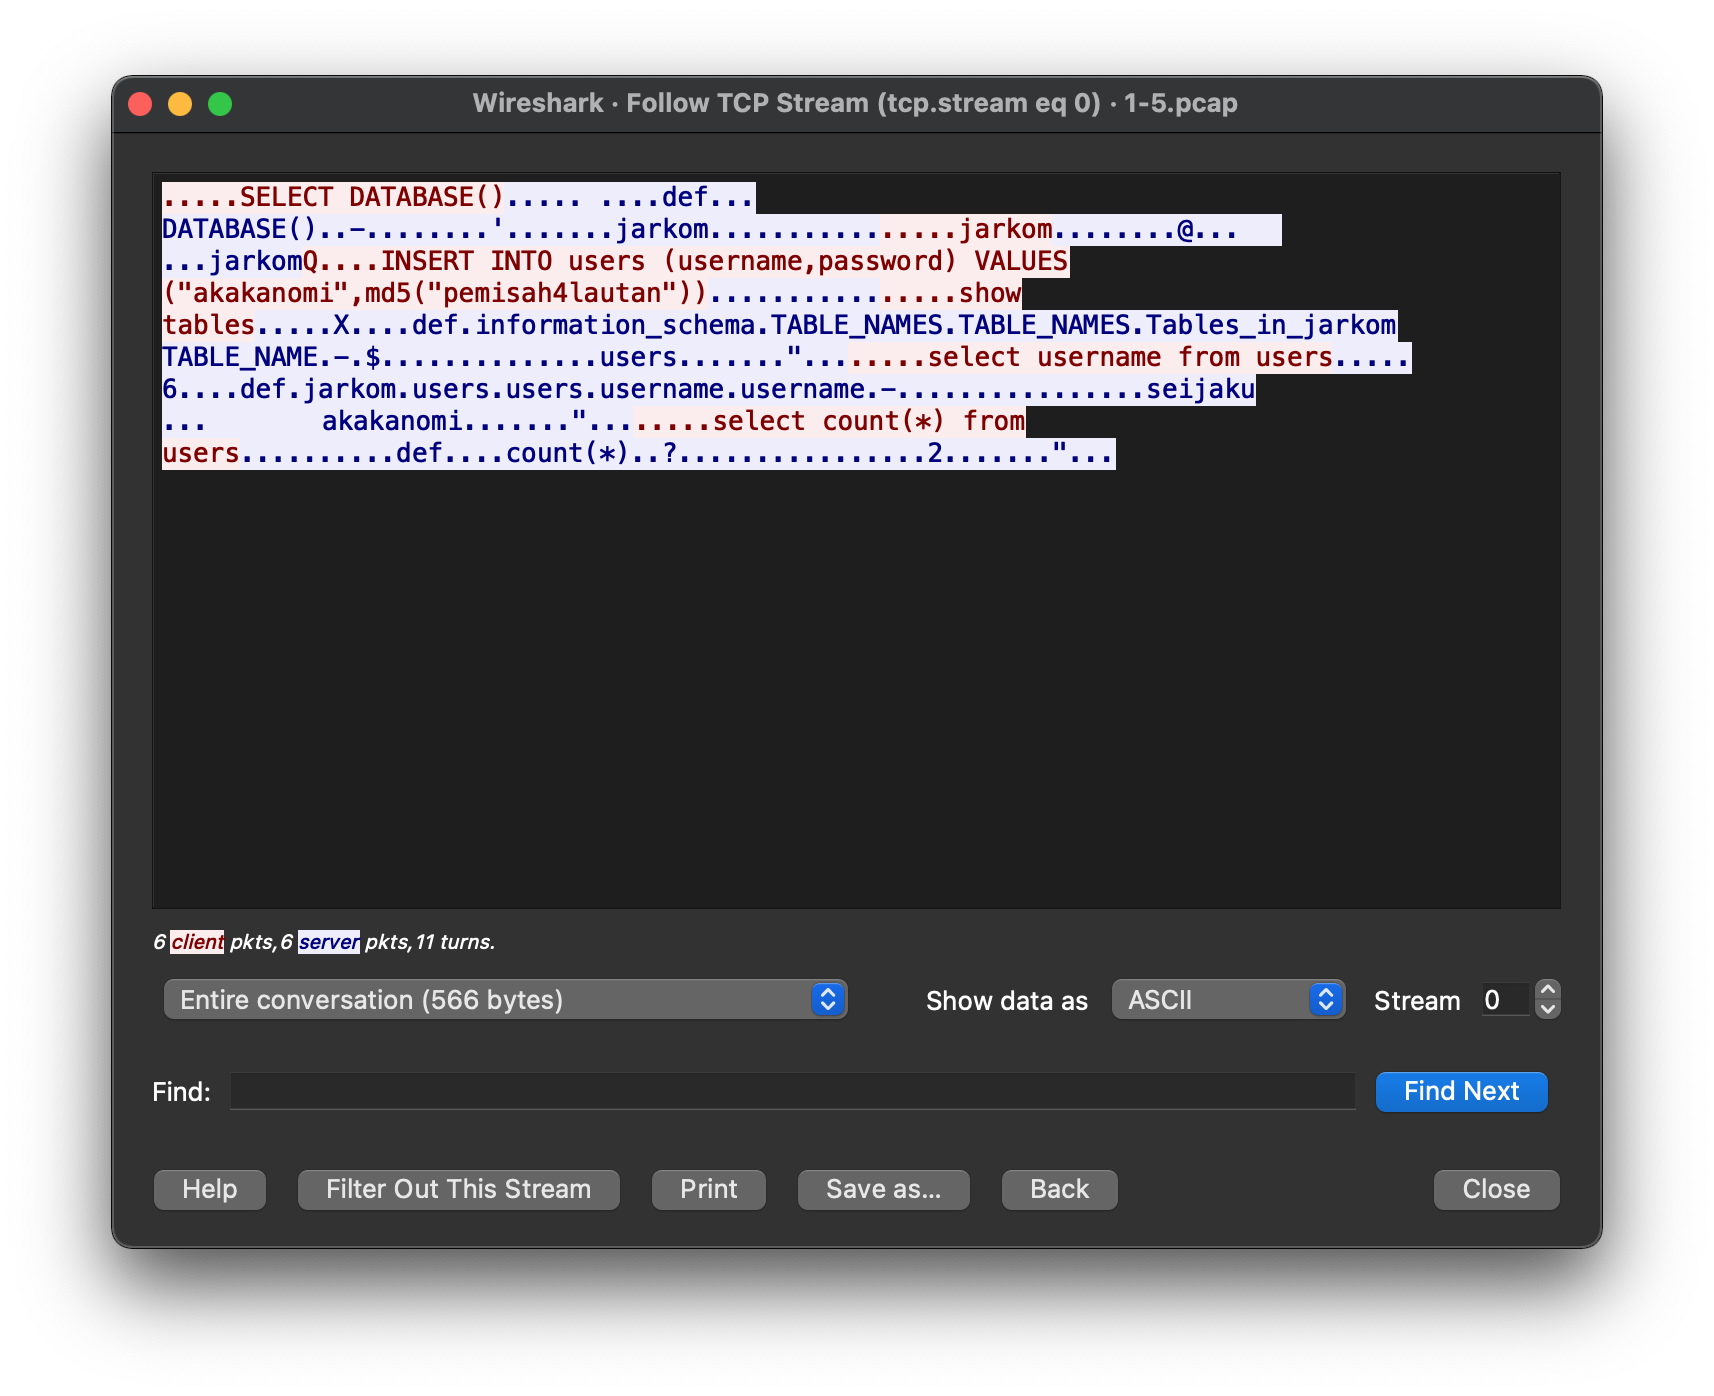 Wireshark · Follow TCP Stream (tcp.stream eq 0) · 1-5.pcap
.....SELECT DATABASE()..... ....def...
DATABASE()..-........'.......jarkom................jarkom........@...
...jarkomQ....INSERT INTO users (username,password) VALUES
("akakanomi",md5("pemisah4lautan"))................show
tables.....X....def.information_schema.TABLE_NAMES.TABLE_NAMES.Tables_in_jarkom
TABLE_NAME.-.$..............users......."........select username from users.....
6....def.jarkom.users.users.username.username.-................seijaku
... akakanomi......."........select count(*) from
users..........def....count(*)..?................2......."...
6 client pkts, 6 server pkts, 11 turns.
Entire conversation (566 bytes)
Show data as ASCII Stream 0
Find: Find Next
Help Filter Out This Stream Print Save as... Back Close